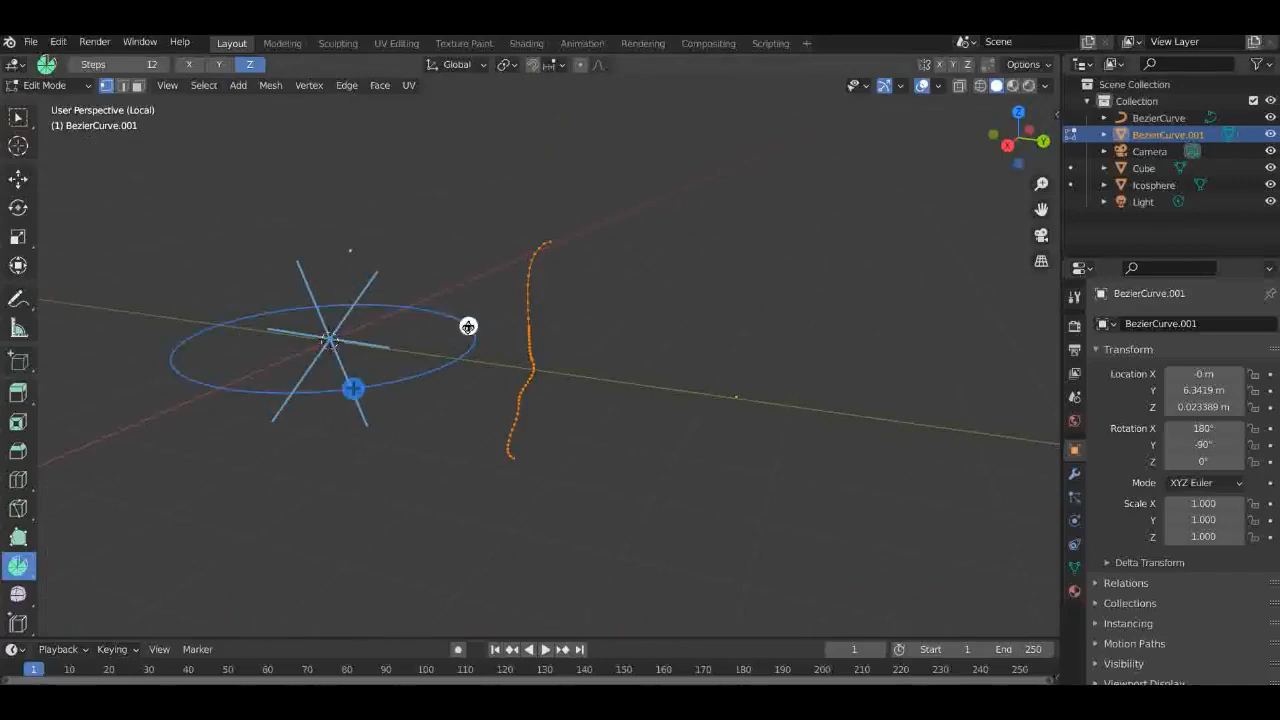 File Edit Render Window Help Layout Modeling Sculpting UV Editing Texture Paint Shading Animation Rendering Compositing Scripting + Scene View Layer
Steps 12 X Y Z Global X Y Z Options
Edit Mode View Select Add Mesh Vertex Edge Face UV
User Perspective (Local)
(1) BezierCurve.001
Z
Y
X
Scene Collection
Collection
BezierCurve
BezierCurve.001
Camera
Cube
Icosphere
Light
BezierCurve.001
BezierCurve.001
Transform
Location X -0 m
Y 6.3419 m
Z 0.023389 m
Rotation X 180°
Y -90°
Z 0°
Mode XYZ Euler
Scale X 1.000
Y 1.000
Z 1.000
Delta Transform
Relations
Collections
Instancing
Motion Paths
Visibility
Viewport Display
Playback Keying View Marker 1 Start 1 End 250
1 10 20 30 40 50 60 70 80 90 100 110 120 130 140 150 160 170 180 190 200 210 220 230 240 250